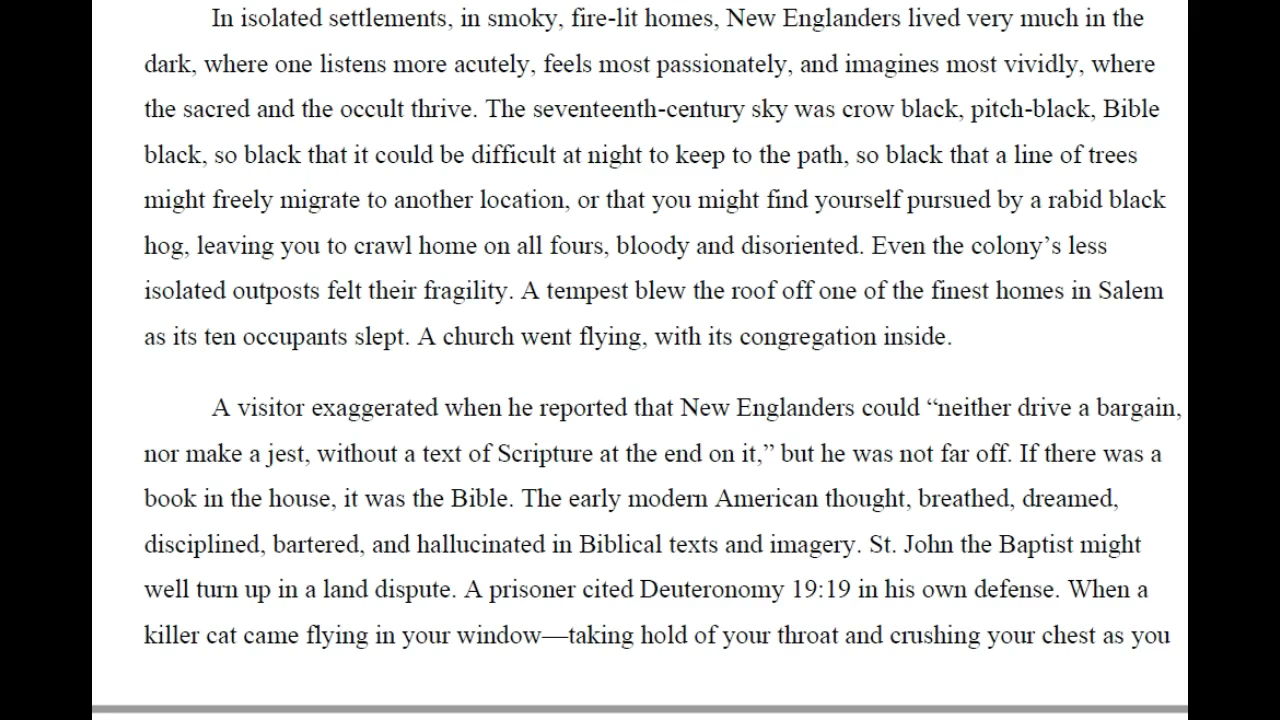 In isolated settlements, in smoky, fire-lit homes, New Englanders lived very much in the
dark, where one listens more acutely, feels most passionately, and imagines most vividly, where
the sacred and the occult thrive. The seventeenth-century sky was crow black, pitch-black, Bible
black, so black that it could be difficult at night to keep to the path, so black that a line of trees
might freely migrate to another location, or that you might find yourself pursued by a rabid black
hog, leaving you to crawl home on all fours, bloody and disoriented. Even the colony’s less
isolated outposts felt their fragility. A tempest blew the roof off one of the finest homes in Salem
as its ten occupants slept. A church went flying, with its congregation inside.
A visitor exaggerated when he reported that New Englanders could “neither drive a bargain,
nor make a jest, without a text of Scripture at the end on it,” but he was not far off. If there was a
book in the house, it was the Bible. The early modern American thought, breathed, dreamed,
disciplined, bartered, and hallucinated in Biblical texts and imagery. St. John the Baptist might
well turn up in a land dispute. A prisoner cited Deuteronomy 19:19 in his own defense. When a
killer cat came flying in your window—taking hold of your throat and crushing your chest as you